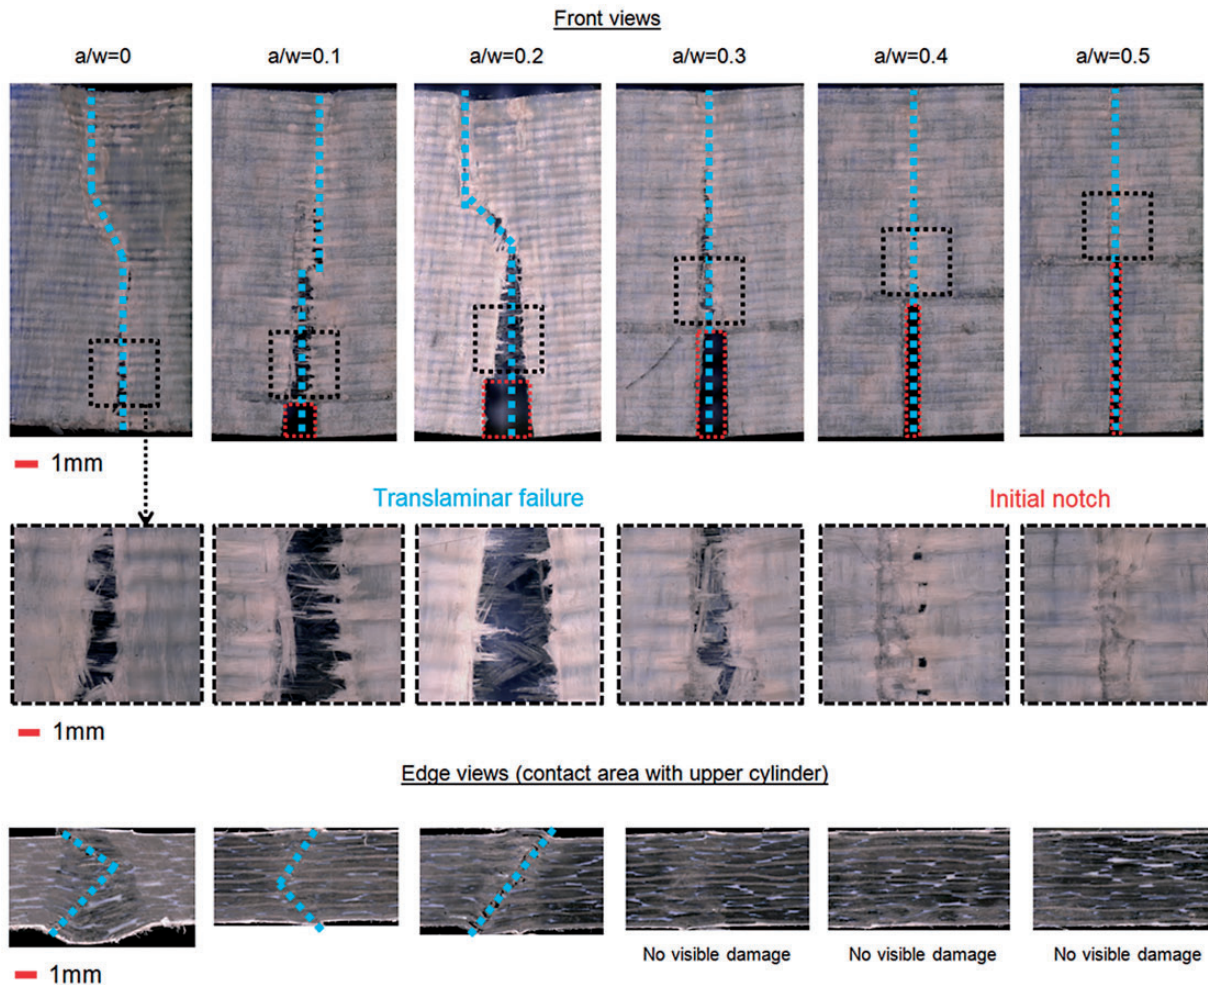 Front views
a/w=0 a/w=0.1 a/w=0.2 a/w=0.3 a/w=0.4 a/w=0.5
1mm
Translaminar failure Initial notch
1mm
Edge views (contact area with upper cylinder)
No visible damage No visible damage No visible damage
1mm